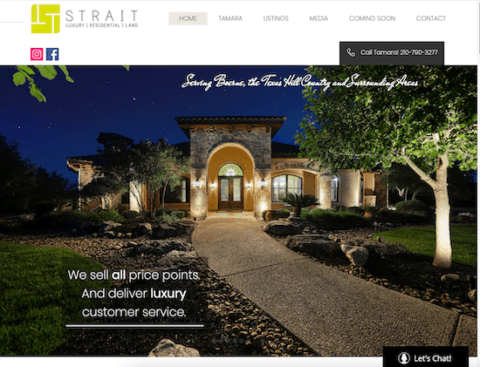 STRAIT
LUXURY | RESIDENTIAL | LAND
HOME TAMARA LISTINGS MEDIA COMING SOON CONTACT
Call Tamara! 210-790-3277
Serving Boerne, the Texas Hill Country and Surrounding Areas
We sell all price points.
And deliver luxury
customer service.
Let's Chat!